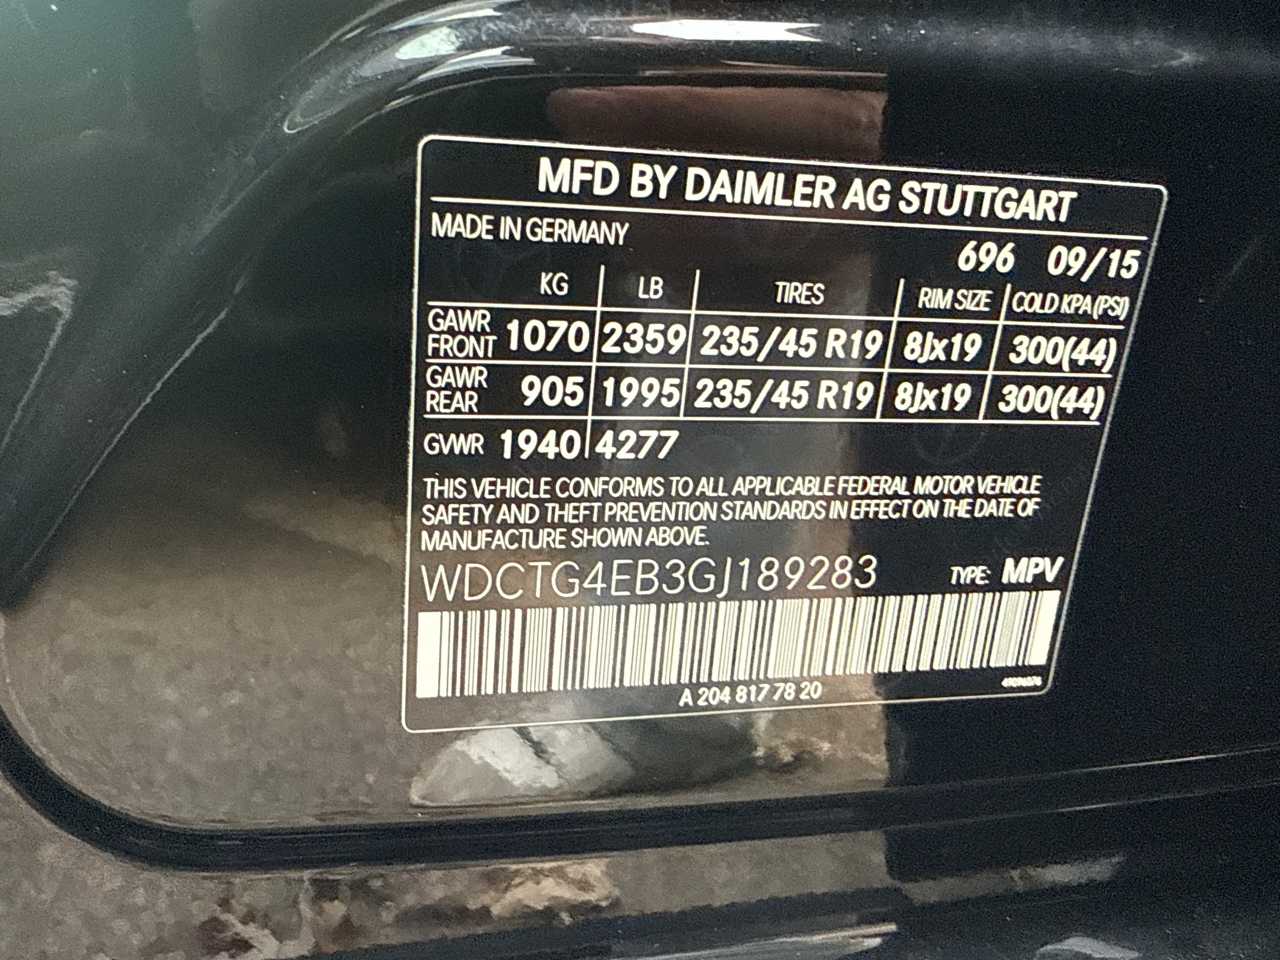 MFD BY DAIMLER AG STUTTGART
MADE IN GERMANY
696 09/15
KG LB TIRES RIM SIZE COLD KPA(PSI)
GAWR FRONT 1070 2359 235/45 R19 8Jx19 300(44)
GAWR REAR 905 1995 235/45 R19 8Jx19 300(44)
GVWR 1940 4277
THIS VEHICLE CONFORMS TO ALL APPLICABLE FEDERAL MOTOR VEHICLE
SAFETY AND THEFT PREVENTION STANDARDS IN EFFECT ON THE DATE OF
MANUFACTURE SHOWN ABOVE.
WDCTG4EB3GJ189283 TYPE: MPV
A 204 817 78 20